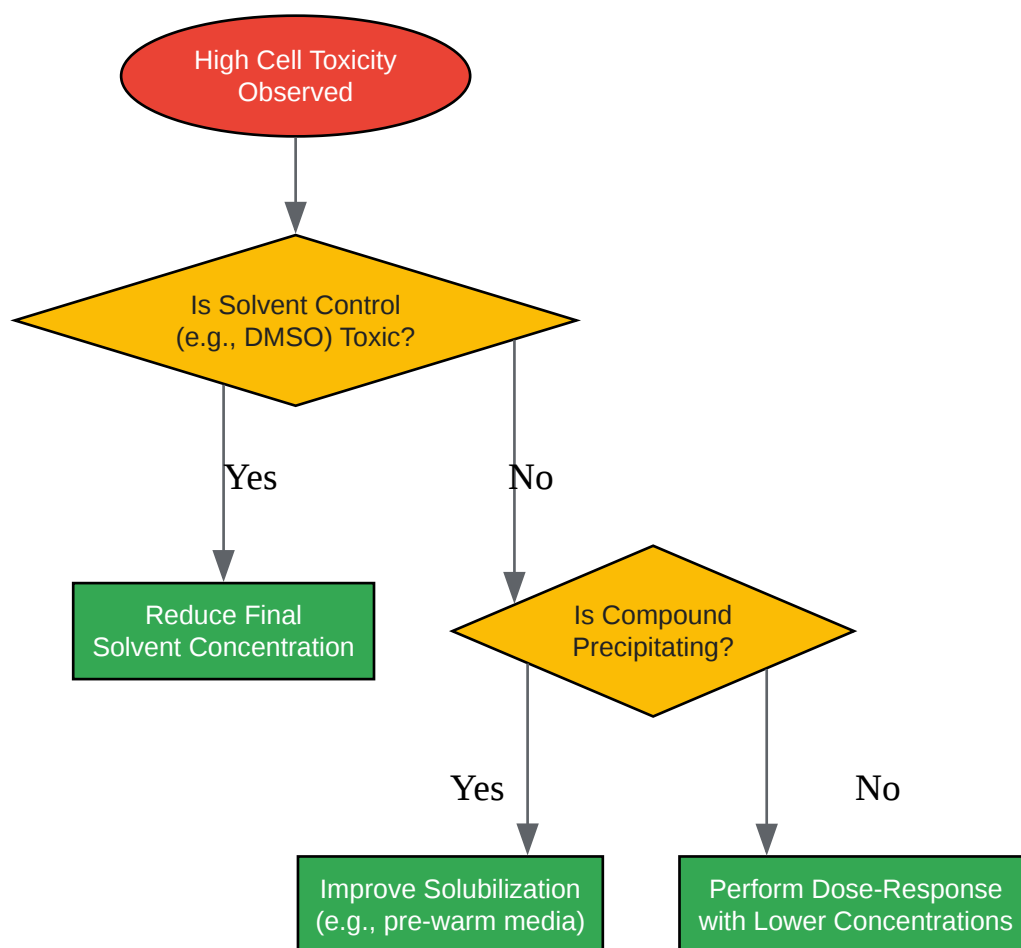 High Cell Toxicity
Observed
Is Solvent Control
(e.g., DMSO) Toxic?
Yes
No
Reduce Final
Solvent Concentration
Is Compound
Precipitating?
Yes
No
Improve Solubilization
(e.g., pre-warm media)
Perform Dose-Response
with Lower Concentrations